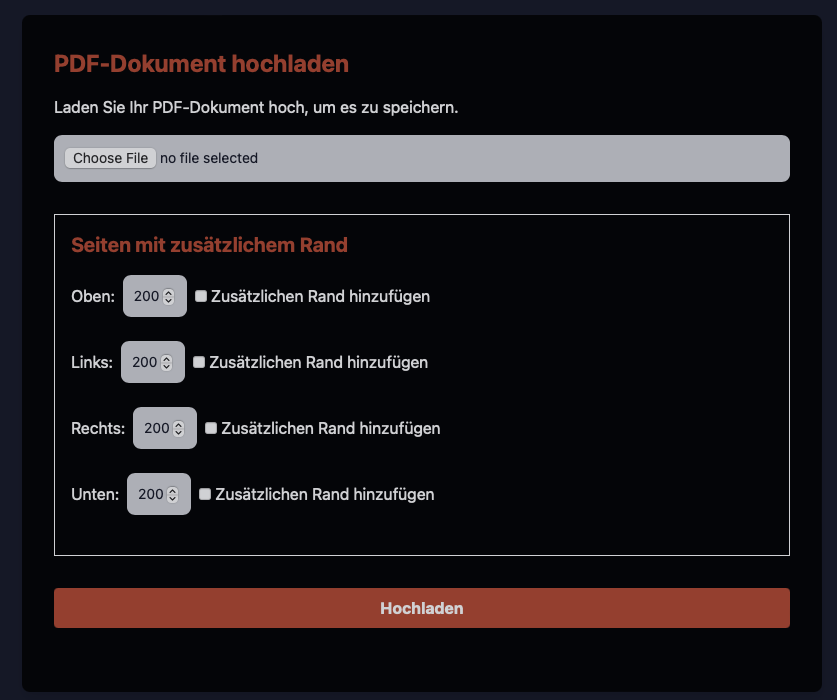 PDF-Dokument hochladen
Laden Sie Ihr PDF-Dokument hoch, um es zu speichern.
Choose File no file selected
Seiten mit zusätzlichem Rand
Oben: 200 Zusätzlichen Rand hinzufügen
Links: 200 Zusätzlichen Rand hinzufügen
Rechts: 200 Zusätzlichen Rand hinzufügen
Unten: 200 Zusätzlichen Rand hinzufügen
Hochladen